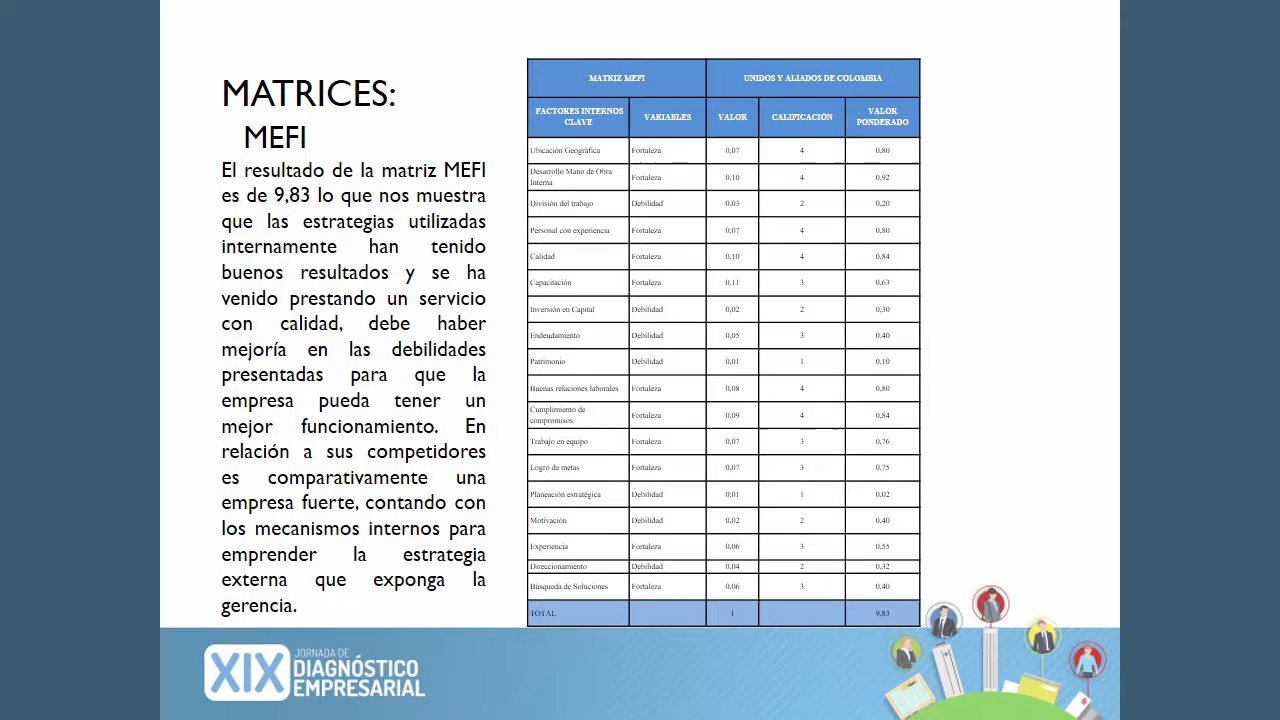 MATRICES:
MEFI
El resultado de la matriz MEFI
es de 9,83 lo que nos muestra
que las estrategias utilizadas
internamente han tenido
buenos resultados y se ha
venido prestando un servicio
con calidad, debe haber
mejoría en las debilidades
presentadas para que la
empresa pueda tener un
mejor funcionamiento. En
relación a sus competidores
es comparativamente una
empresa fuerte, contando con
los mecanismos internos para
emprender la estrategia
externa que exponga la
gerencia.
MATRIZ MEFI UNIDOS Y ALIADOS DE COLOMBIA
FACTORES INTERNOS CLAVE VARIABLES VALOR CALIFICACIÓN VALOR PONDERADO
Ubicación Geográfica Fortaleza 0,07 4 0,80
Desarrollo Mano de Obra Interna Fortaleza 0,10 4 0,92
División del trabajo Debilidad 0,03 2 0,20
Personal con experiencia Fortaleza 0,07 4 0,80
Calidad Fortaleza 0,10 4 0,84
Capacitación Fortaleza 0,11 3 0,63
Inversión en Capital Debilidad 0,02 2 0,30
Endeudamiento Debilidad 0,05 3 0,40
Patrimonio Debilidad 0,01 1 0,10
Buenas relaciones laborales Fortaleza 0,08 4 0,80
Cumplimiento de compromisos Fortaleza 0,09 4 0,84
Trabajo en equipo Fortaleza 0,07 3 0,76
Logro de metas Fortaleza 0,07 3 0,75
Planeación estratégica Debilidad 0,01 1 0,02
Motivación Debilidad 0,02 2 0,40
Experiencia Fortaleza 0,06 3 0,55
Direccionamiento Debilidad 0,04 2 0,32
Búsqueda de Soluciones Fortaleza 0,06 3 0,40
TOTAL 1 9,83
XIX
JORNADA DE
DIAGNÓSTICO
EMPRESARIAL